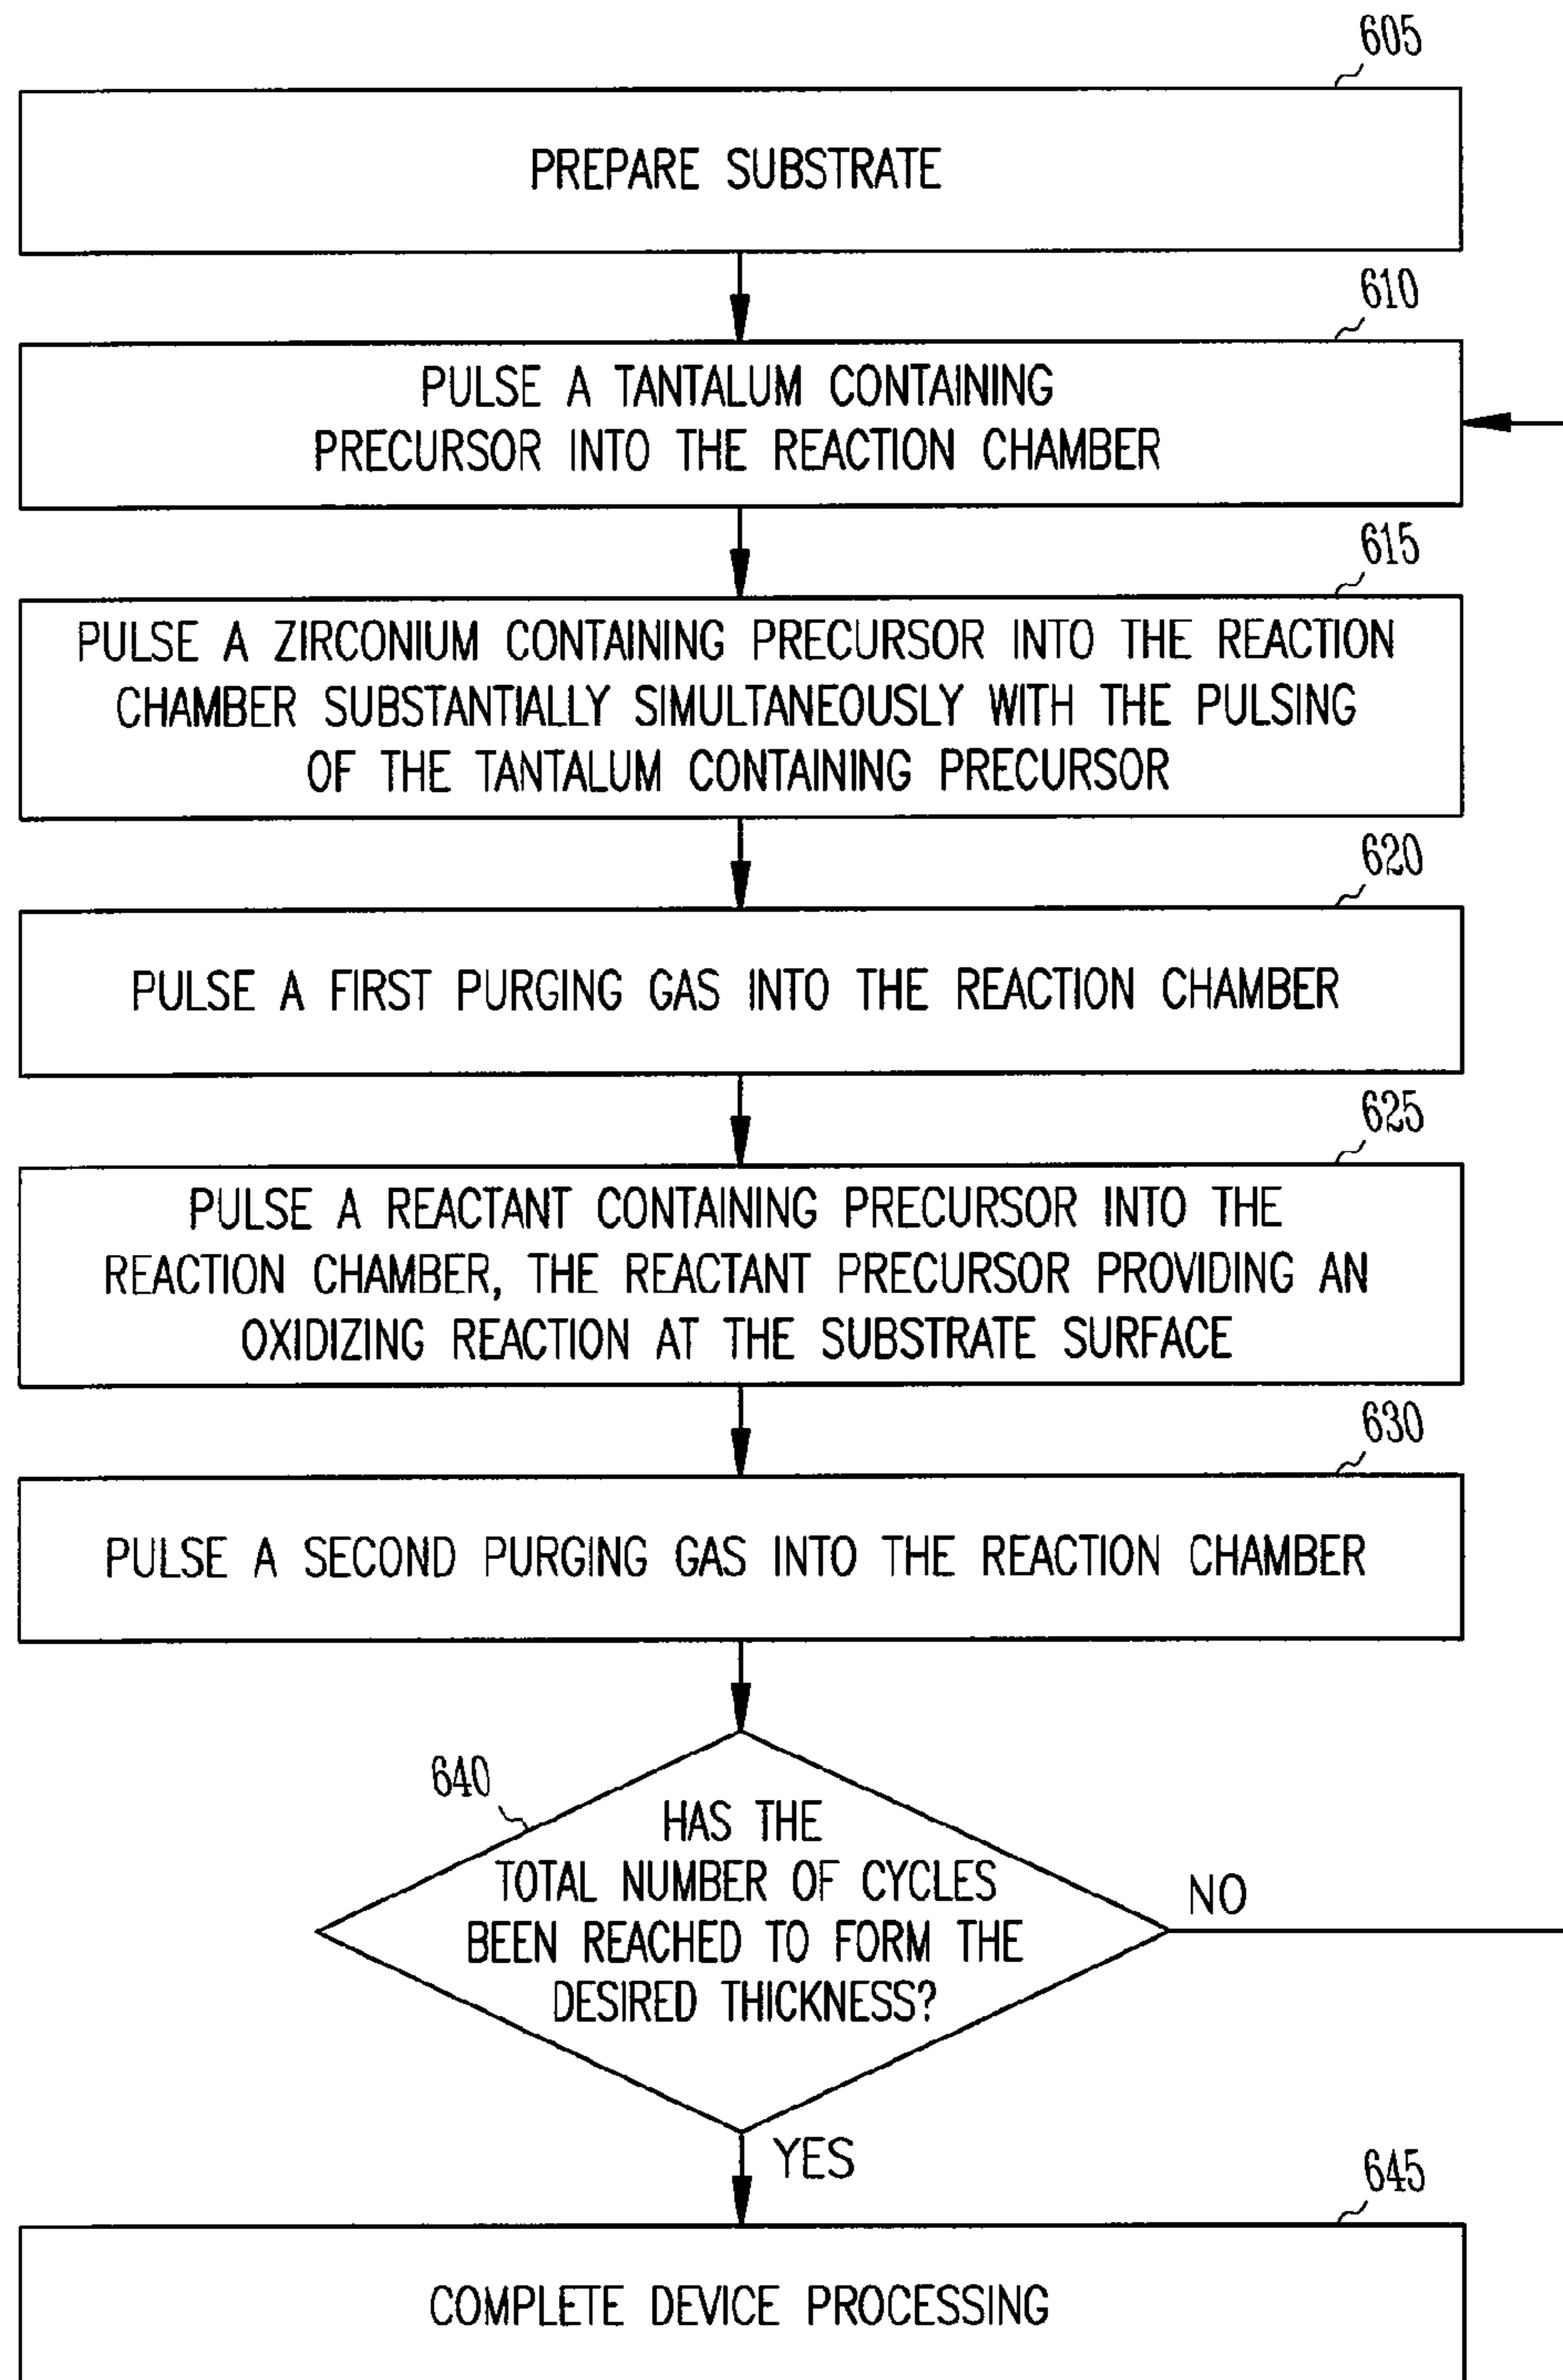 605
PREPARE SUBSTRATE
610
PULSE A TANTALUM CONTAINING
PRECURSOR INTO THE REACTION CHAMBER
615
PULSE A ZIRCONIUM CONTAINING PRECURSOR INTO THE REACTION
CHAMBER SUBSTANTIALLY SIMULTANEOUSLY WITH THE PULSING
OF THE TANTALUM CONTAINING PRECURSOR
620
PULSE A FIRST PURGING GAS INTO THE REACTION CHAMBER
625
PULSE A REACTANT CONTAINING PRECURSOR INTO THE
REACTION CHAMBER, THE REACTANT PRECURSOR PROVIDING AN
OXIDIZING REACTION AT THE SUBSTRATE SURFACE
630
PULSE A SECOND PURGING GAS INTO THE REACTION CHAMBER
640
HAS THE
TOTAL NUMBER OF CYCLES
BEEN REACHED TO FORM THE
DESIRED THICKNESS?
NO
YES
645
COMPLETE DEVICE PROCESSING